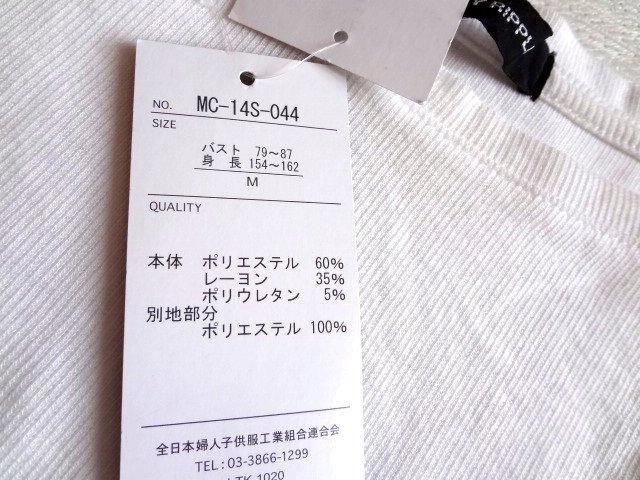 Rippu
NO. MC-14S-044
SIZE
バスト 79～87
身長 154～162
M
QUALITY
本体 ポリエステル 60%
レーヨン 35%
ポリウレタン 5%
別地部分
ポリエステル 100%
全日本婦人子供服工業組合連合会
TEL: 03-3866-1299
LTK-1020